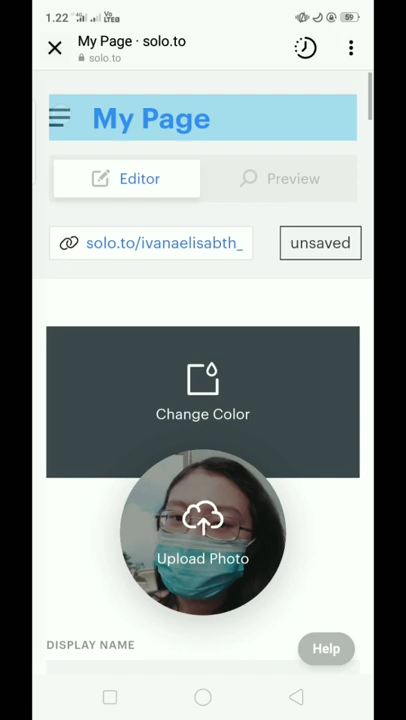 1.22
59
My Page · solo.to
solo.to
My Page
Editor
Preview
solo.to/ivanaelisabth_
unsaved
Change Color
Upload Photo
DISPLAY NAME
Help